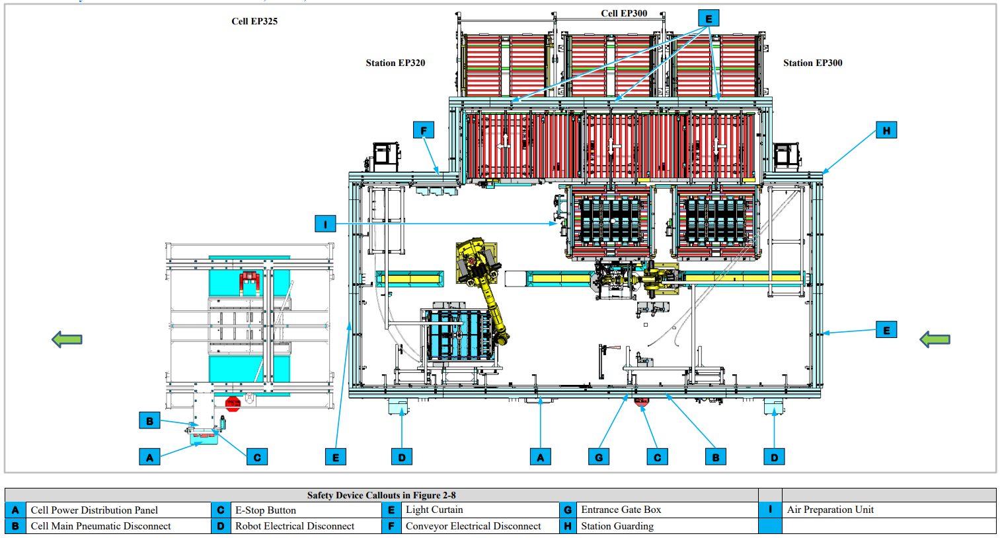 Cell EP325
Cell EP300
E
Station EP320
Station EP300
F
H
I
E
B
A
C
E
D
A
G
C
B
D
Safety Device Callouts in Figure 2-8
A Cell Power Distribution Panel C E-Stop Button E Light Curtain G Entrance Gate Box I Air Preparation Unit
B Cell Main Pneumatic Disconnect D Robot Electrical Disconnect F Conveyor Electrical Disconnect H Station Guarding